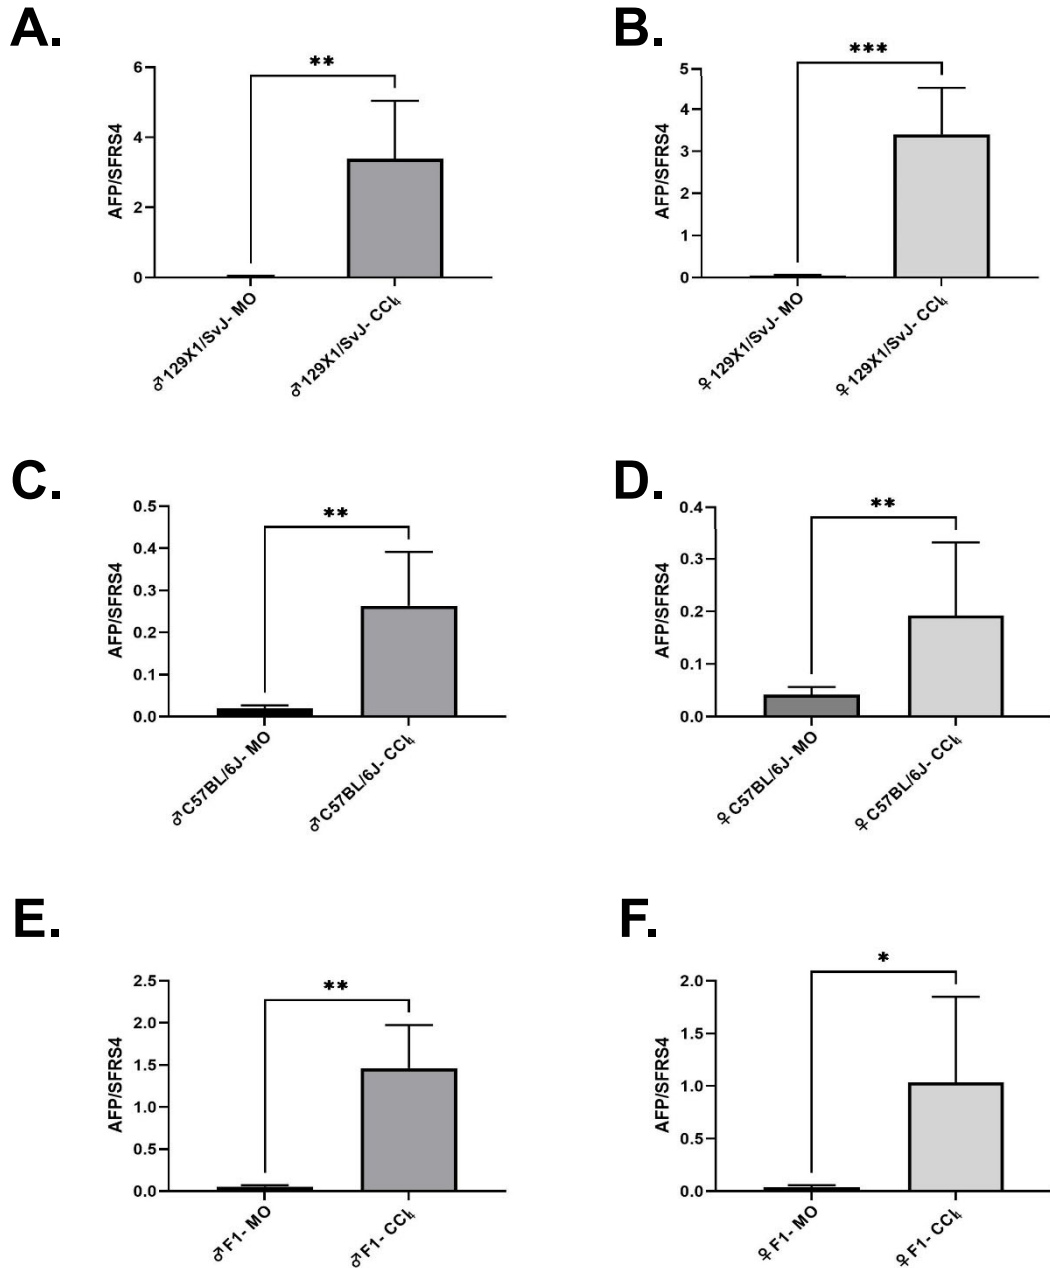 A.
**
6
4
2
0
AFP/SFRS4
♂129X1/SvJ- MO
♂129X1/SvJ- CCl₄
B.
***
5
4
3
2
1
0
AFP/SFRS4
♀129X1/SvJ- MO
♀129X1/SvJ- CCl₄
C.
**
0.5
0.4
0.3
0.2
0.1
0.0
AFP/SFRS4
♂C57BL/6J- MO
♂C57BL/6J- CCl₄
D.
**
0.4
0.3
0.2
0.1
0.0
AFP/SFRS4
♀C57BL/6J- MO
♀C57BL/6J- CCl₄
E.
**
2.5
2.0
1.5
1.0
0.5
0.0
AFP/SFRS4
♂F1- MO
♂F1- CCl₄
F.
*
2.0
1.5
1.0
0.5
0.0
AFP/SFRS4
♀F1- MO
♀F1- CCl₄